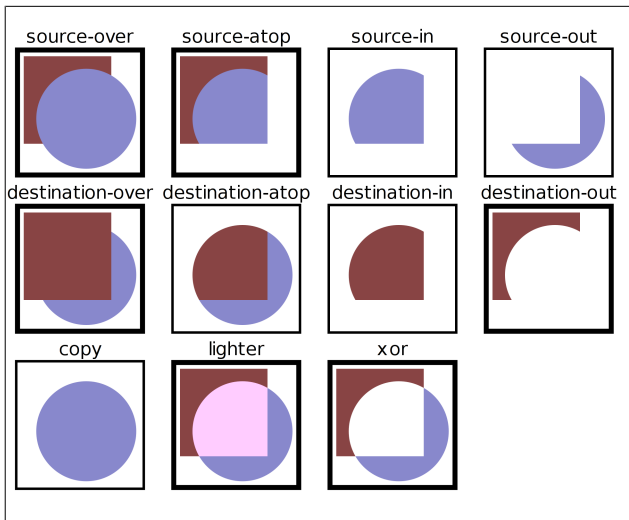 source-over source-atop source-in source-out
destination-over destination-atop destination-in destination-out
copy lighter xor